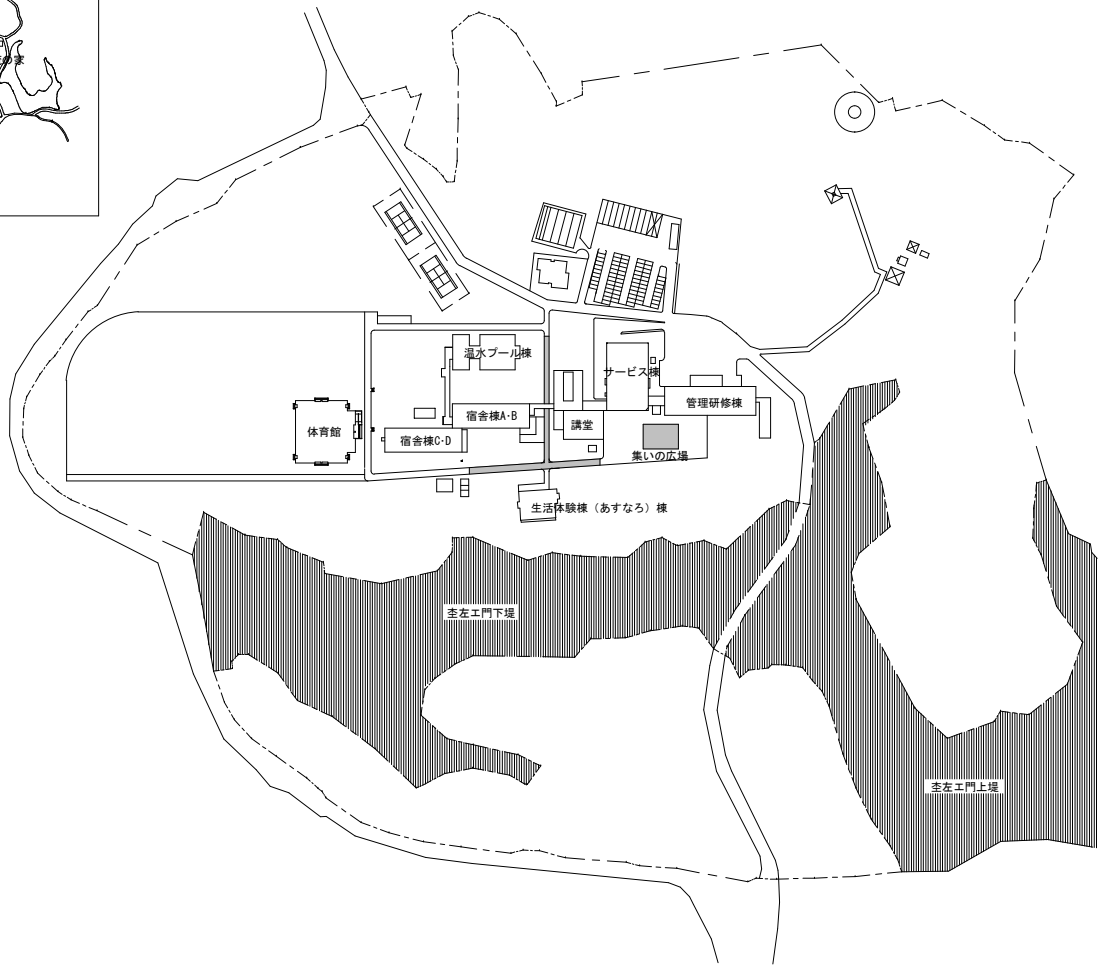 温水プール棟
サービス棟
管理研修棟
宿舎棟A･B
講堂
体育館
宿舎棟C･D
集いの広場
生活体験棟（あすなろ）棟
杢左エ門下堤
杢左エ門上堤